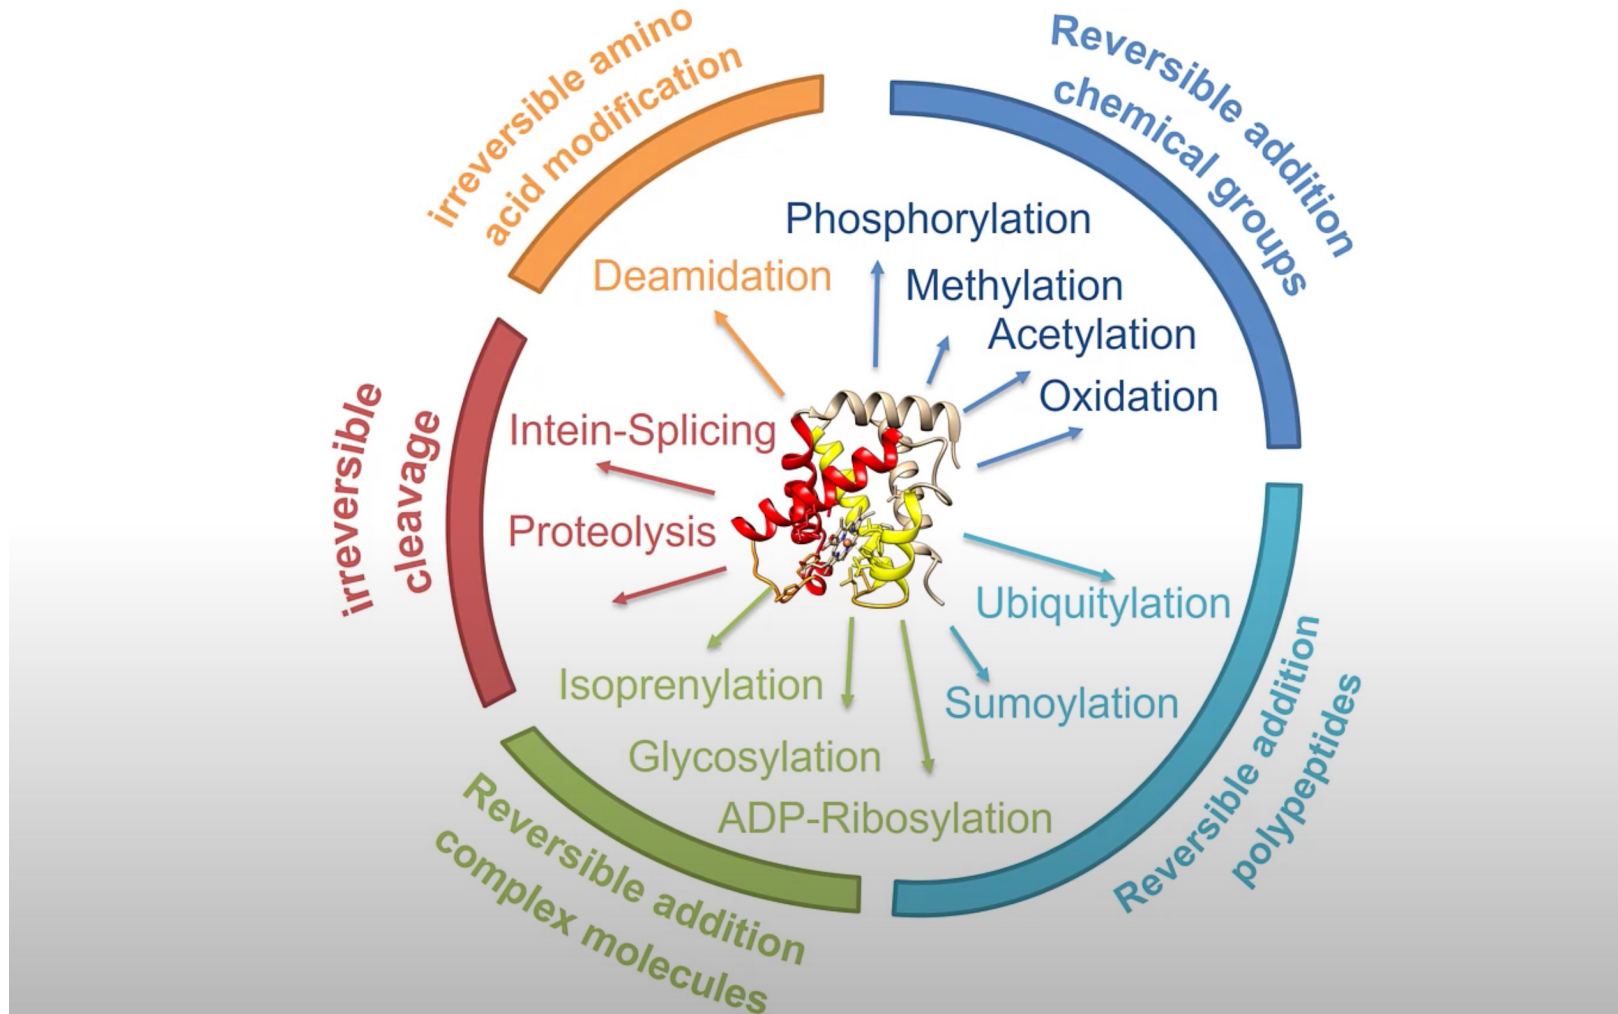 irreversible amino
acid modification
Reversible addition
chemical groups
Phosphorylation
Deamidation
Methylation
Acetylation
Oxidation
irreversible
cleavage
Intein-Splicing
Proteolysis
Ubiquitylation
Isoprenylation
Sumoylation
Glycosylation
ADP-Ribosylation
Reversible addition
polypeptides
Reversible addition
complex molecules